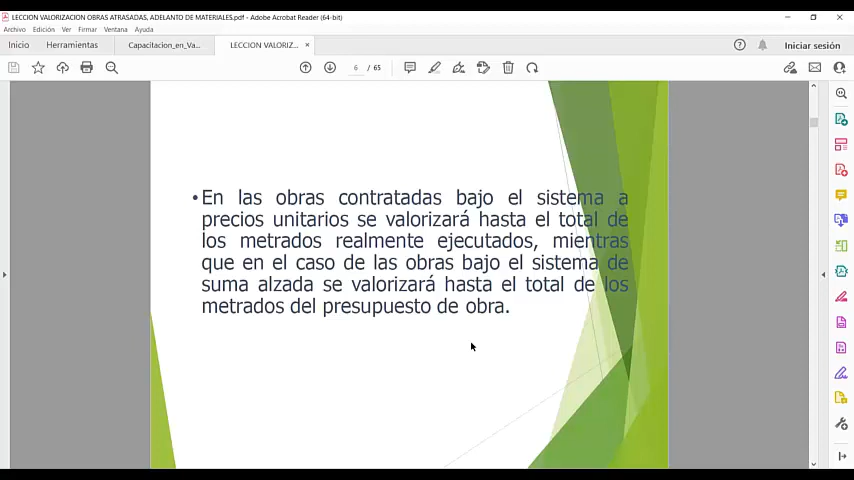 LECCION VALORIZACION OBRAS ATRASADAS, ADELANTO DE MATERIALES.pdf - Adobe Acrobat Reader (64-bit)
Archivo Edición Ver Firmar Ventana Ayuda
Inicio Herramientas Capacitacion_en_Va... LECCION VALORIZ... × Iniciar sesión
6 / 65
• En las obras contratadas bajo el sistema a
precios unitarios se valorizará hasta el total de
los metrados realmente ejecutados, mientras
que en el caso de las obras bajo el sistema de
suma alzada se valorizará hasta el total de los
metrados del presupuesto de obra.